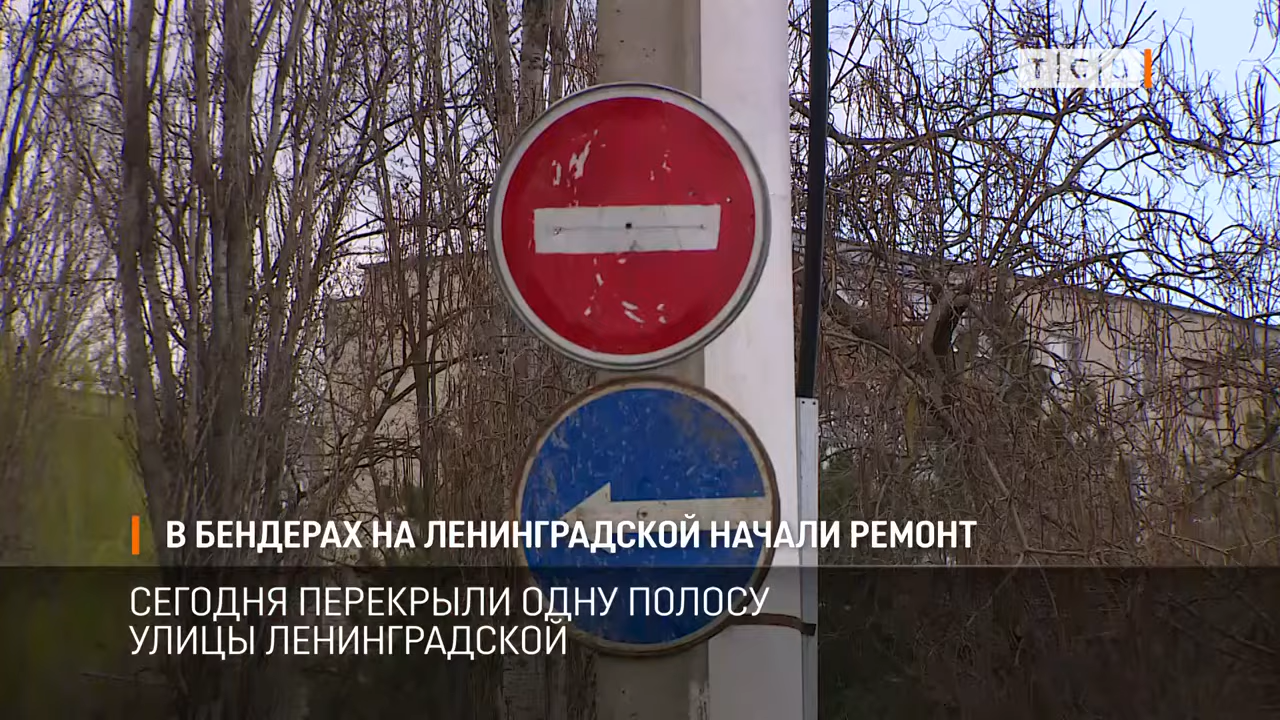 В БЕНДЕРАХ НА ЛЕНИНГРАДСКОЙ НАЧАЛИ РЕМОНТ
СЕГОДНЯ ПЕРЕКРЫЛИ ОДНУ ПОЛОСУ
УЛИЦЫ ЛЕНИНГРАДСКОЙ